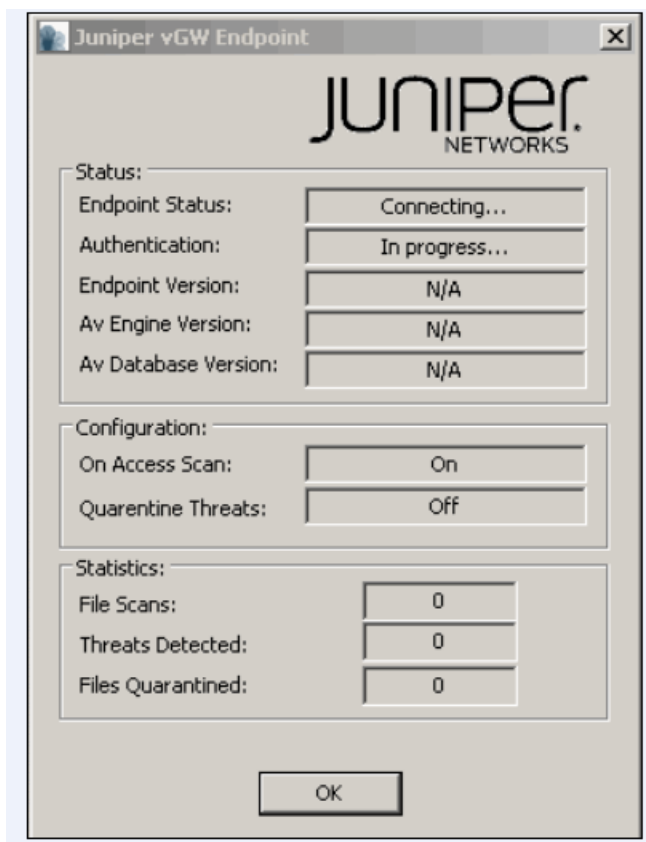 Juniper vGW Endpoint
JUNIPER
NETWORKS
Status:
Endpoint Status: Connecting...
Authentication: In progress...
Endpoint Version: N/A
Av Engine Version: N/A
Av Database Version: N/A
Configuration:
On Access Scan: On
Quarentine Threats: Off
Statistics:
File Scans: 0
Threats Detected: 0
Files Quarantined: 0
OK